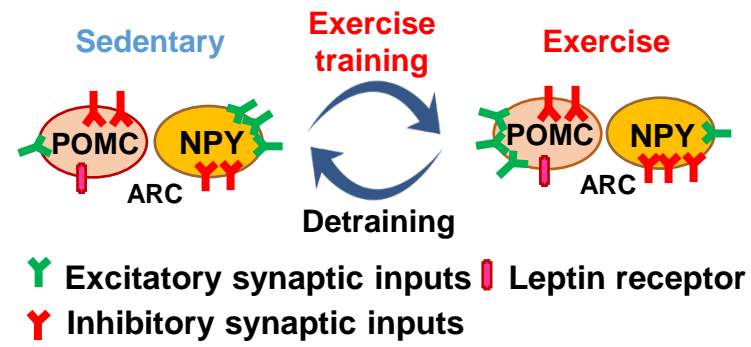 Sedentary
Exercise
training
Exercise
POMC
NPY
ARC
POMC
NPY
ARC
Detraining
Excitatory synaptic inputs
Leptin receptor
Inhibitory synaptic inputs